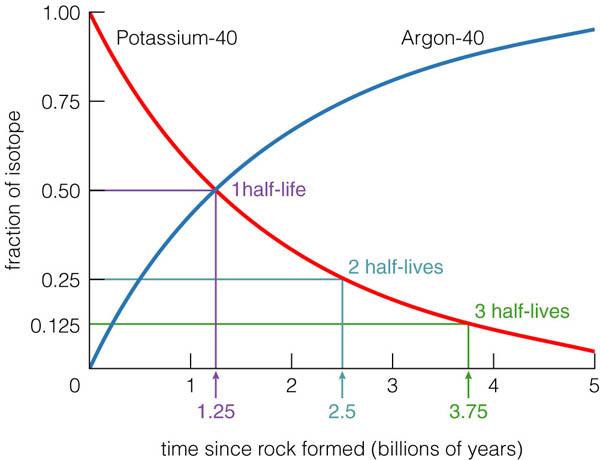 1.00
Potassium-40
Argon-40
0.75
0.50
1half-life
0.25
2 half-lives
0.125
3 half-lives
fraction of isotope
0
1
2
3
4
5
1.25
2.5
3.75
time since rock formed (billions of years)